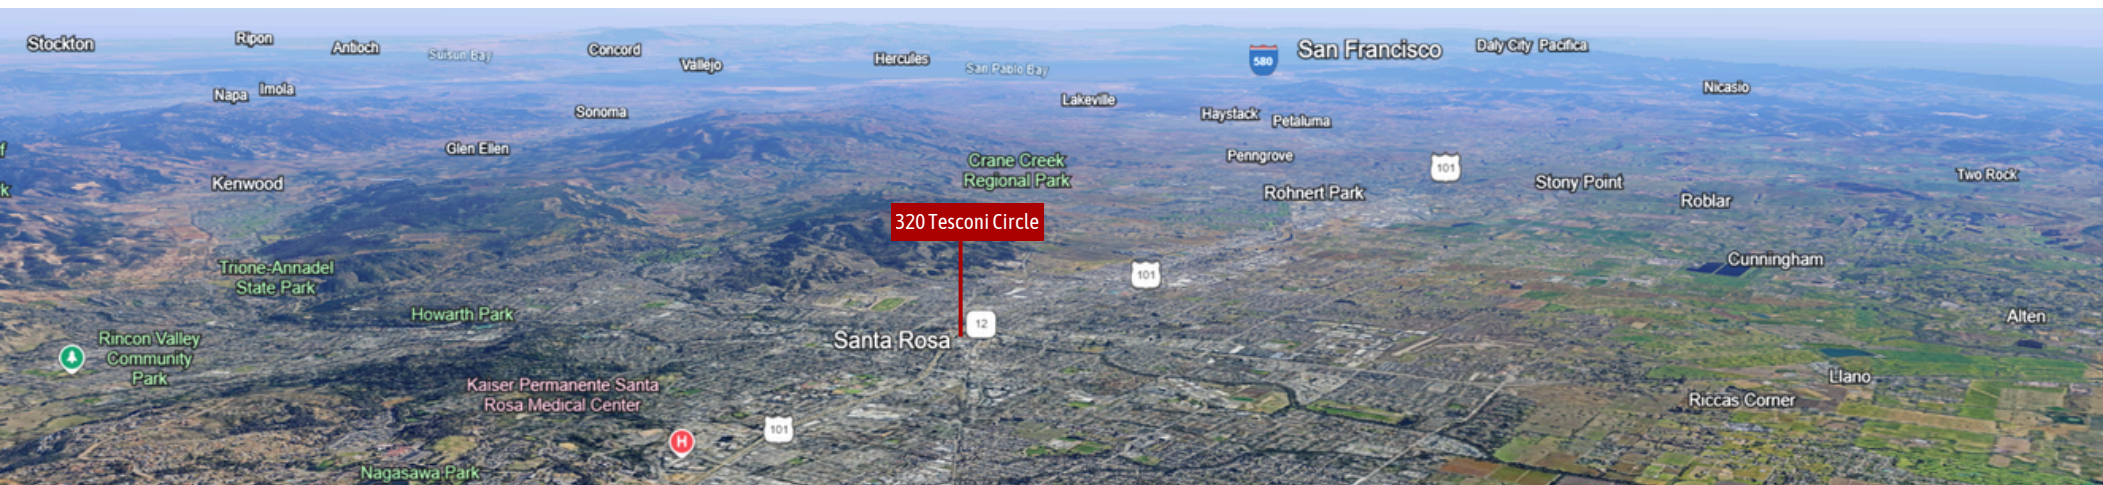 Stockton
Ripon
Antioch
Suisun Bay
Concord
Vallejo
Hercules
San Pablo Bay
580
San Francisco
Daly City
Pacifica
Napa
Imola
Sonoma
Lakeville
Haystack
Petaluma
Nicasio
f
k
Glen Ellen
Kenwood
Crane Creek
Regional Park
Penngrove
Rohnert Park
101
Stony Point
Roblar
Two Rock
320 Tesconi Circle
Trione-Annadel
State Park
101
Cunningham
Howarth Park
Santa Rosa
12
Alten
Rincon Valley
Community
Park
Kaiser Permanente Santa
Rosa Medical Center
H
101
Llano
Riccas Corner
Nagasawa Park